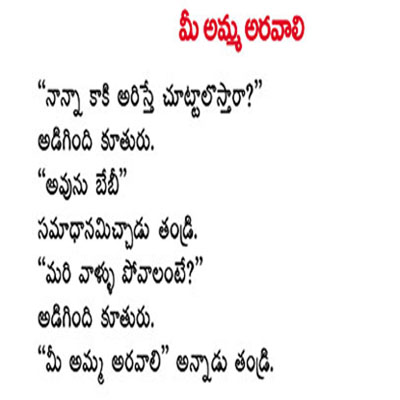 మీ అమ్మ అరవాలి
“నాన్నా కాకి అరిస్తే చూట్టాలొస్తారా?”
అడిగింది కూతురు.
“అవును బేబీ”
సమాధానమిచ్చాడు తండ్రి.
“మరి వాళ్ళు పోవాలంటే?”
అడిగింది కూతురు.
“మీ అమ్మ అరవాలి” అన్నాడు తండ్రి.